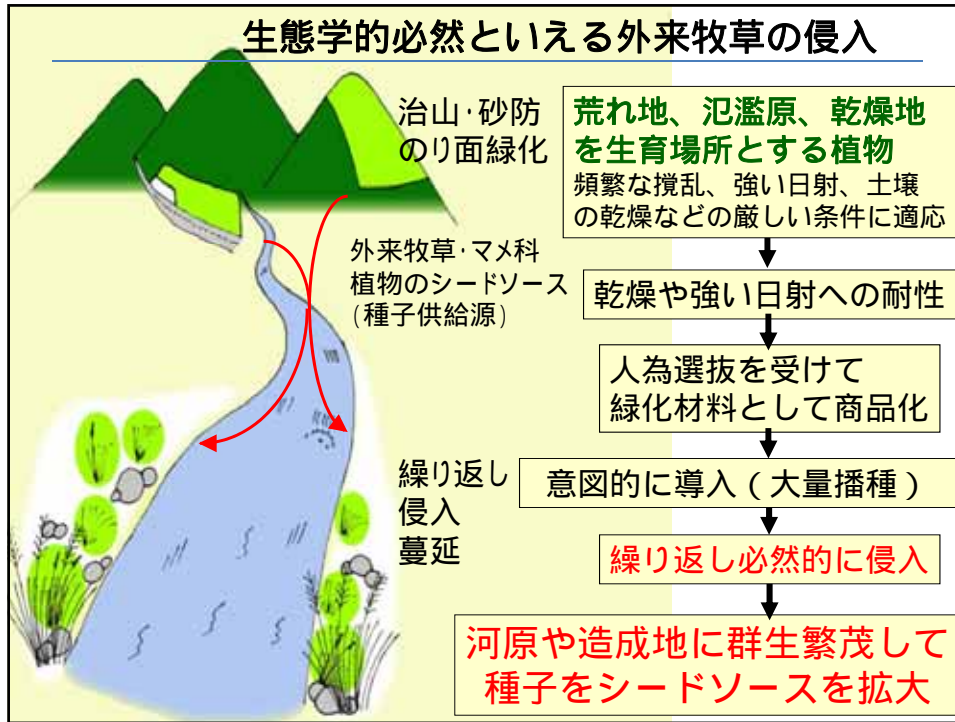 生態学的必然といえる外来牧草の侵入
治山・砂防
のり面緑化
外来牧草・マメ科
植物のシードソース
(種子供給源)
繰り返し
侵入
蔓延
荒れ地、氾濫原、乾燥地
を生育場所とする植物
頻繁な撹乱、強い日射、土壌
の乾燥などの厳しい条件に適応
乾燥や強い日射への耐性
人為選抜を受けて
緑化材料として商品化
意図的に導入(大量播種)
繰り返し必然的に侵入
河原や造成地に群生繁茂して
種子をシードソースを拡大